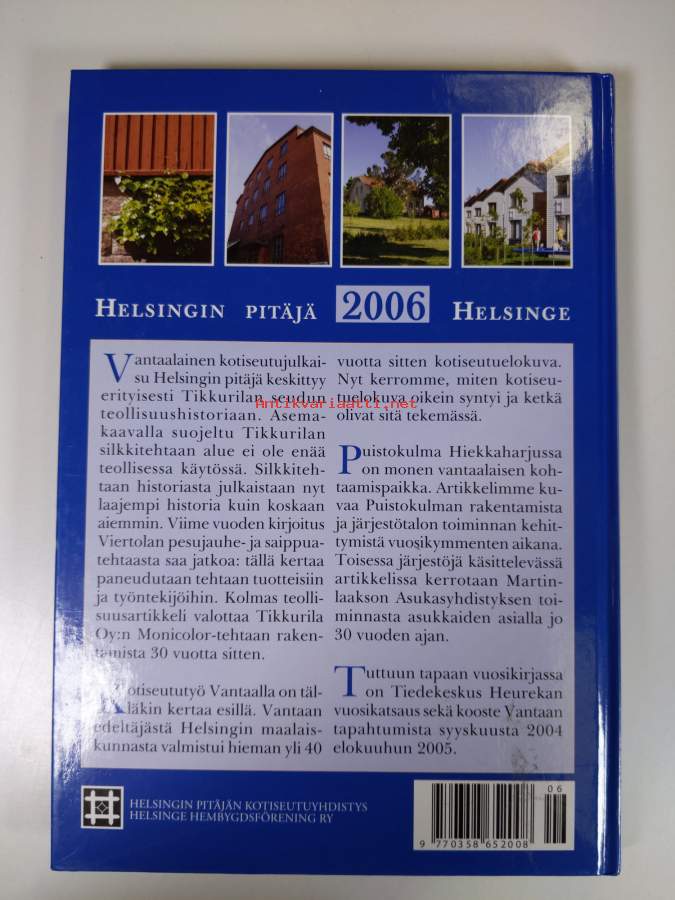 HELSINGIN PITÄJÄ 2006 HELSINGE
Vantaalainen kotiseutujulkai-
su Helsingin pitäjä keskittyy
erityisesti Tikkurilan seudun
teollisuushistoriaan. Asema-
kaavalla suojeltu Tikkurilan
silkkitehtaan alue ei ole enää
teollisessa käytössä. Silkkiteh-
taan historiasta julkaistaan nyt
laajempi historia kuin koskaan
aiemmin. Viime vuoden kirjoitus
Viertolan pesujauhe- ja saippua-
tehtaasta saa jatkoa: tällä kertaa
paneudutaan tehtaan tuotteisiin
ja työntekijöihin. Kolmas teolli-
suusartikkeli valottaa Tikkurila
Oy:n Monicolor-tehtaan raken-
tamista 30 vuotta sitten.
Kotiseututyö Vantaalla on täl-
läkin kertaa esillä. Vantaan
edeltäjästä Helsingin maalais-
kunnasta valmistui hieman yli 40
vuotta sitten kotiseutuelokuva.
Nyt kerromme, miten kotiseu-
tuelokuva oikein syntyi ja ketkä
olivat sitä tekemässä.
Puistokulma Hiekkaharjussa
on monen vantaalaisen koh-
taamispaikka. Artikkelimme ku-
vaa Puistokulman rakentamista
ja järjestötalon toiminnan kehit-
tymistä vuosikymmenten aikana.
Toisessa järjestöjä käsittelevässä
artikkelissa kerrotaan Martin-
laakson Asukasyhdistyksen toi-
minnasta asukkaiden asialla jo
30 vuoden ajan.
Tuttuun tapaan vuosikirjassa
on Tiedekeskus Heurekan
vuosikatsaus sekä kooste Vantaan
tapahtumista syyskuusta 2004
elokuuhun 2005.
Antikvariaatti.net
HELSINGIN PITÄJÄN KOTISEUTUYHDISTYS
HELSINGE HEMBYGDSFÖRENING RY
06
9 770358 652008